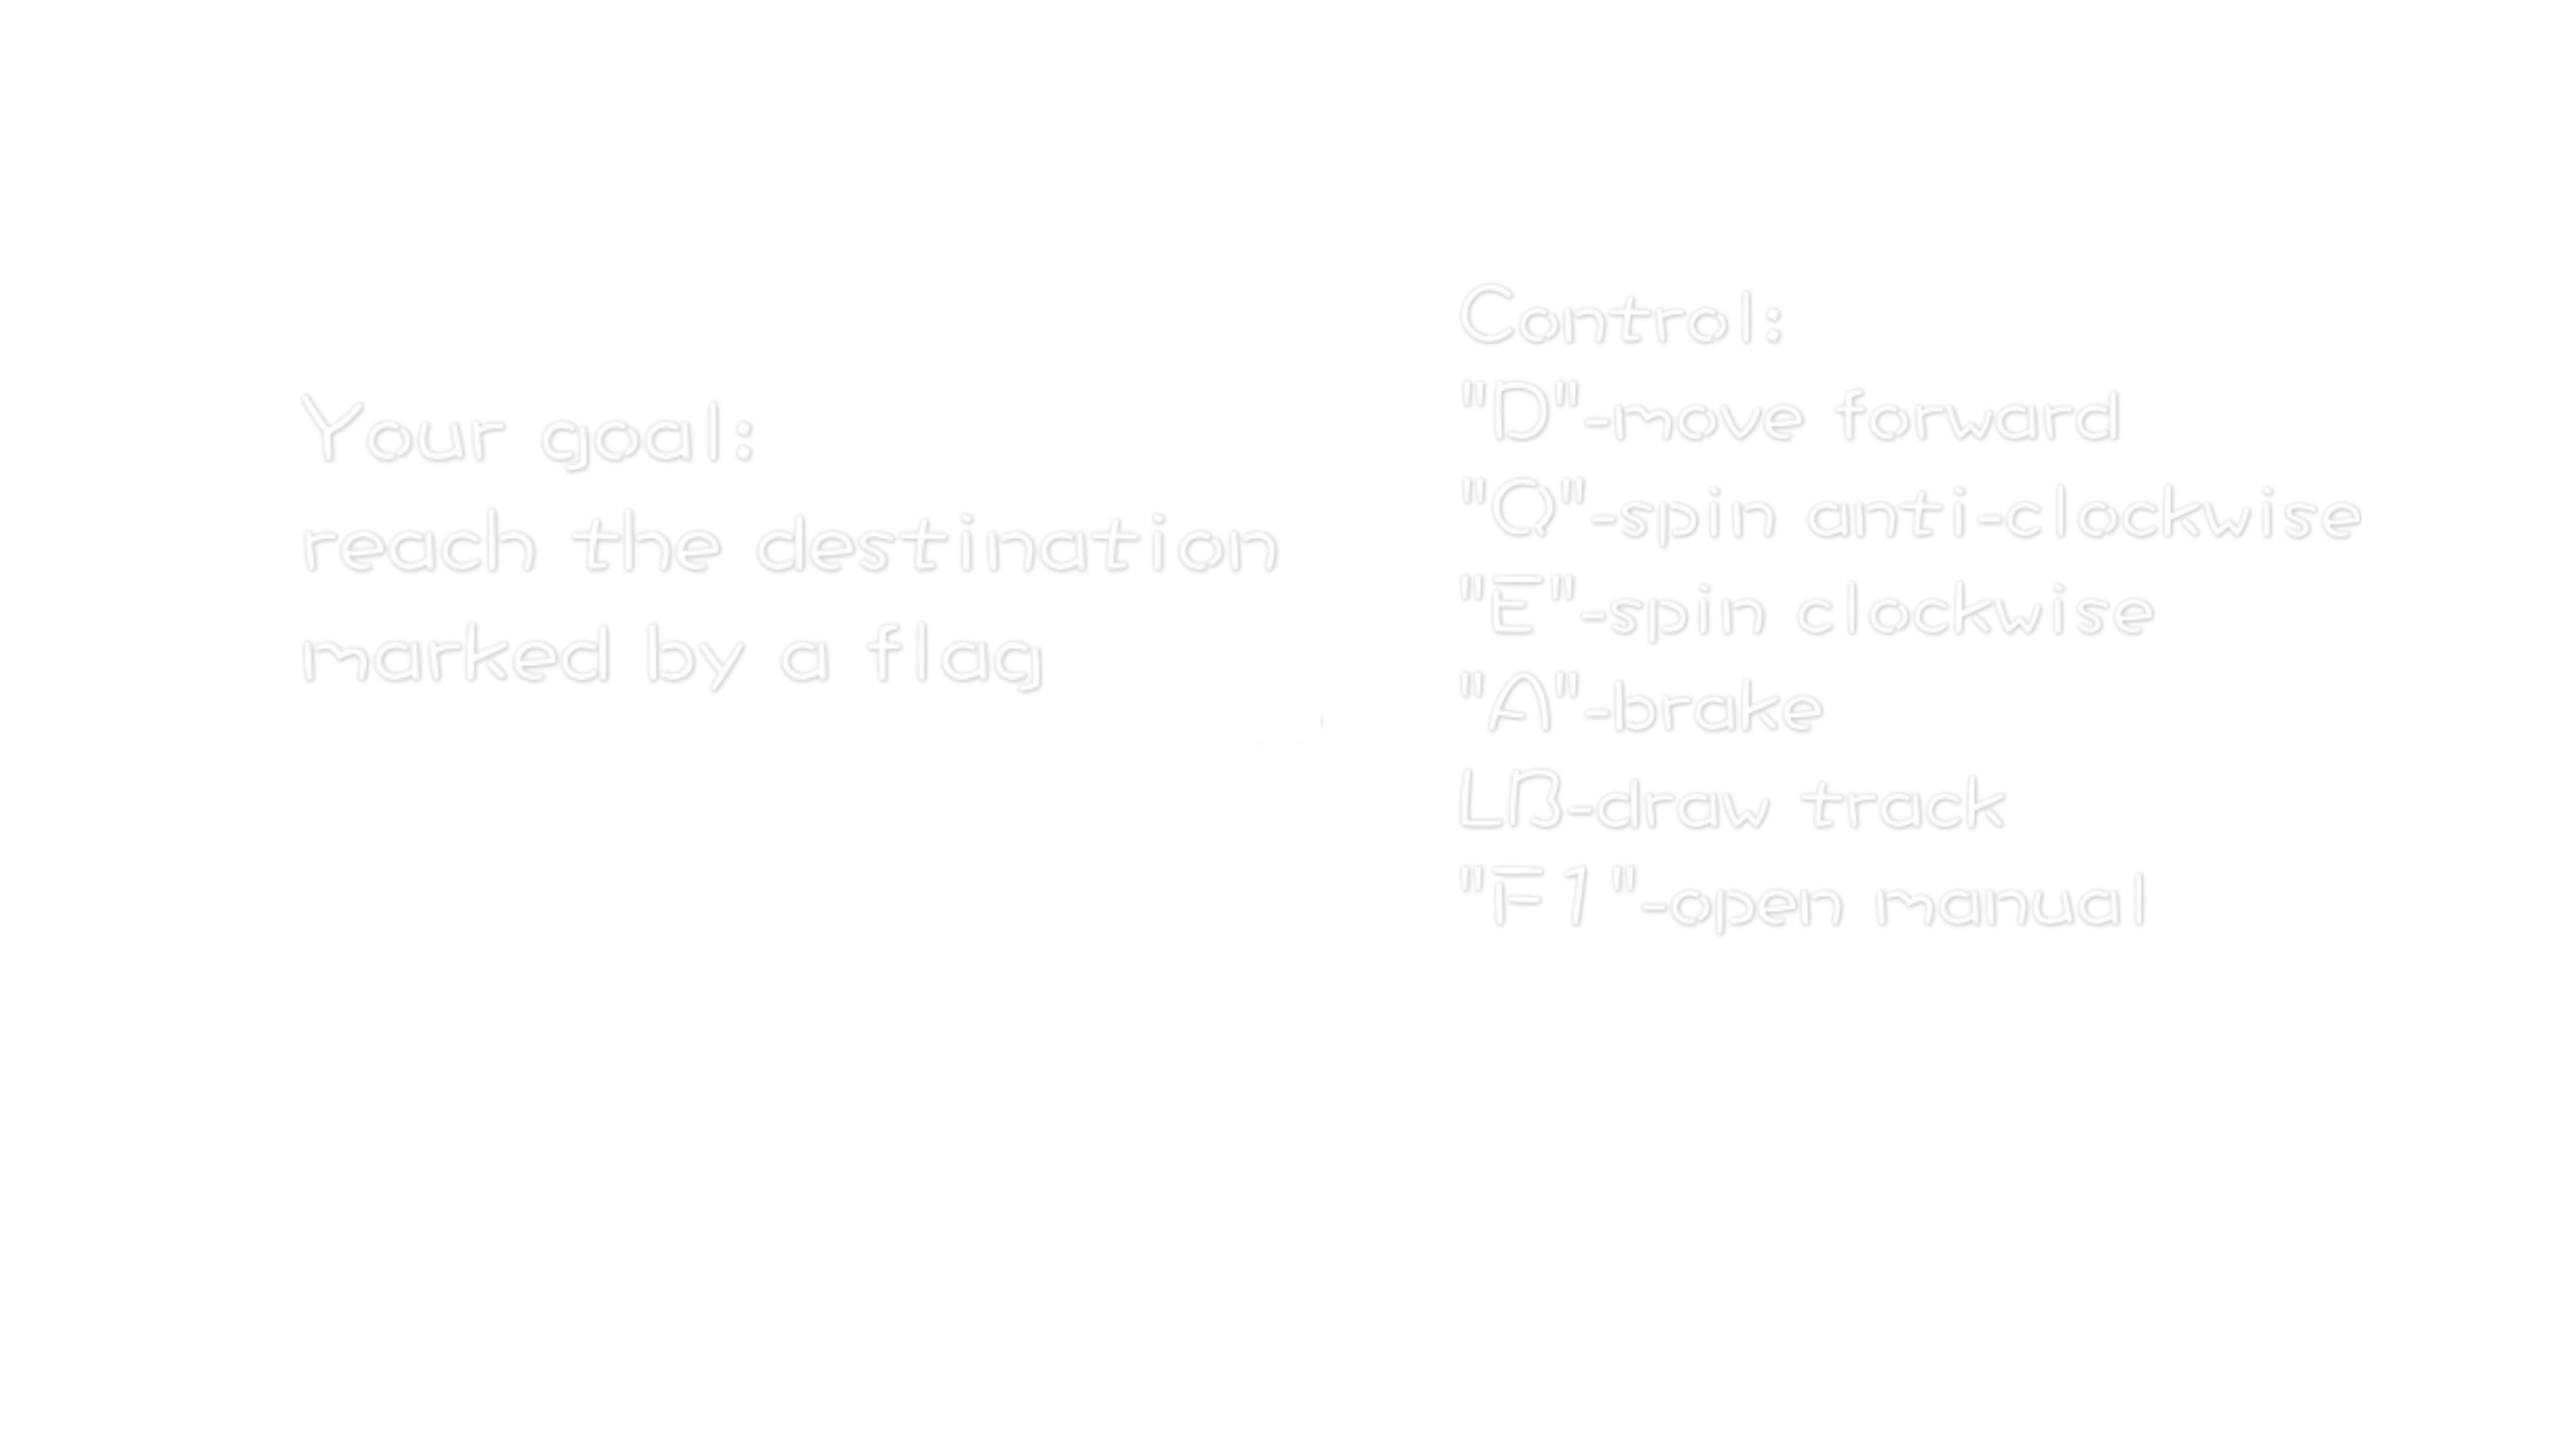 Your goal:
reach the destination
marked by a flag
Control:
"D"-move forward
"Q"-spin anti-clockwise
"E"-spin clockwise
"A"-brake
LB-draw track
"F1"-open manual